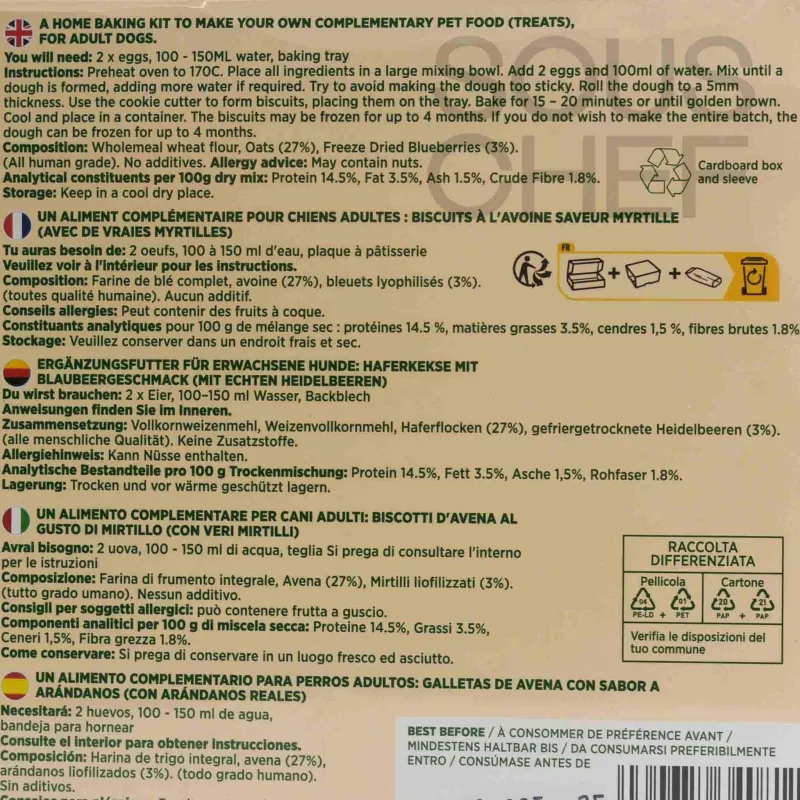 A HOME BAKING KIT TO MAKE YOUR OWN COMPLEMENTARY PET FOOD (TREATS),
FOR ADULT DOGS.
You will need: 2 x eggs, 100 - 150ML water, baking tray
Instructions: Preheat oven to 170C. Place all ingredients in a large mixing bowl. Add 2 eggs and 100ml of water. Mix until a
dough is formed, adding more water if required. Try to avoid making the dough too sticky. Roll the dough to a 5mm
thickness. Use the cookie cutter to form biscuits, placing them on the tray. Bake for 15 - 20 minutes or until golden brown.
Cool and place in a container. The biscuits may be frozen for up to 4 months. If you do not wish to make the entire batch, the
dough can be frozen for up to 4 months.
Composition: Wholemeal wheat flour, Oats (27%), Freeze Dried Blueberries (3%).
(All human grade). No additives. Allergy advice: May contain nuts.
Analytical constituents per 100g dry mix: Protein 14.5%, Fat 3.5%, Ash 1.5%, Crude Fibre 1.8%.
Storage: Keep in a cool dry place.
SOUS
CHEF
Cardboard box
and sleeve
UN ALIMENT COMPLÉMENTAIRE POUR CHIENS ADULTES : BISCUITS À L'AVOINE SAVEUR MYRTILLE
(AVEC DE VRAIES MYRTILLES)
Tu auras besoin de: 2 oeufs, 100 à 150 ml d'eau, plaque à pâtisserie
Veuillez voir à l'intérieur pour les instructions.
Composition: Farine de blé complet, avoine (27%), bleuets lyophilisés (3%).
(toutes qualité humaine). Aucun additif.
Conseils allergies: Peut contenir des fruits à coque.
Constituants analytiques pour 100 g de mélange sec : protéines 14.5 %, matières grasses 3.5%, cendres 1,5 %, fibres brutes 1.8%
Stockage: Veuillez conserver dans un endroit frais et sec.
FR
+ +
ERGÄNZUNGSFUTTER FÜR ERWACHSENE HUNDE: HAFERKEKSE MIT
BLAUBEERGESCHMACK (MIT ECHTEN HEIDELBEEREN)
Du wirst brauchen: 2 x Eier, 100–150 ml Wasser, Backblech
Anweisungen finden Sie im Inneren.
Zusammensetzung: Vollkornweizenmehl, Weizenvollkornmehl, Haferflocken (27%), gefriergetrocknete Heidelbeeren (3%).
(alle menschliche Qualität). Keine Zusatzstoffe.
Allergiehinweis: Kann Nüsse enthalten.
Analytische Bestandteile pro 100 g Trockenmischung: Protein 14.5%, Fett 3.5%, Asche 1,5%, Rohfaser 1.8%.
Lagerung: Trocken und vor wärme geschützt lagern.
UN ALIMENTO COMPLEMENTARE PER CANI ADULTI: BISCOTTI D'AVENA AL
GUSTO DI MIRTILLO (CON VERI MIRTILLI)
Avrai bisogno: 2 uova, 100 - 150 ml di acqua, teglia Si prega di consultare l'interno
per le istruzioni
Composizione: Farina di frumento integrale, Avena (27%), Mirtilli liofilizzati (3%).
(tutto grado umano). Nessun additivo.
Consigli per soggetti allergici: può contenere frutta a guscio.
Componenti analitici per 100 g di miscela secca: Proteine 14.5%, Grassi 3.5%,
Ceneri 1,5%, Fibra grezza 1.8%.
Come conservare: Si prega di conservare in un luogo fresco ed asciutto.
RACCOLTA
DIFFERENZIATA
Pellicola Cartone
04 01 20 21
PE-LD + PET PAP + PAP
Verifia le disposizioni del
tuo commune
UN ALIMENTO COMPLEMENTARIO PARA PERROS ADULTOS: GALLETAS DE AVENA CON SABOR A
ARÁNDANOS (CON ARÁNDANOS REALES)
Necesitará: 2 huevos, 100 - 150 ml de agua,
bandeja para hornear
Consulte el interior para obtener instrucciones.
Composición: Harina de trigo integral, avena (27%),
arándanos liofilizados (3%). (todo grado humano).
Sin aditivos.
BEST BEFORE / À CONSOMMER DE PRÉFÉRENCE AVANT /
MINDESTENS HALTBAR BIS / DA CONSUMARSI PREFERIBILMENTE
ENTRO / CONSÚMASE ANTES DE